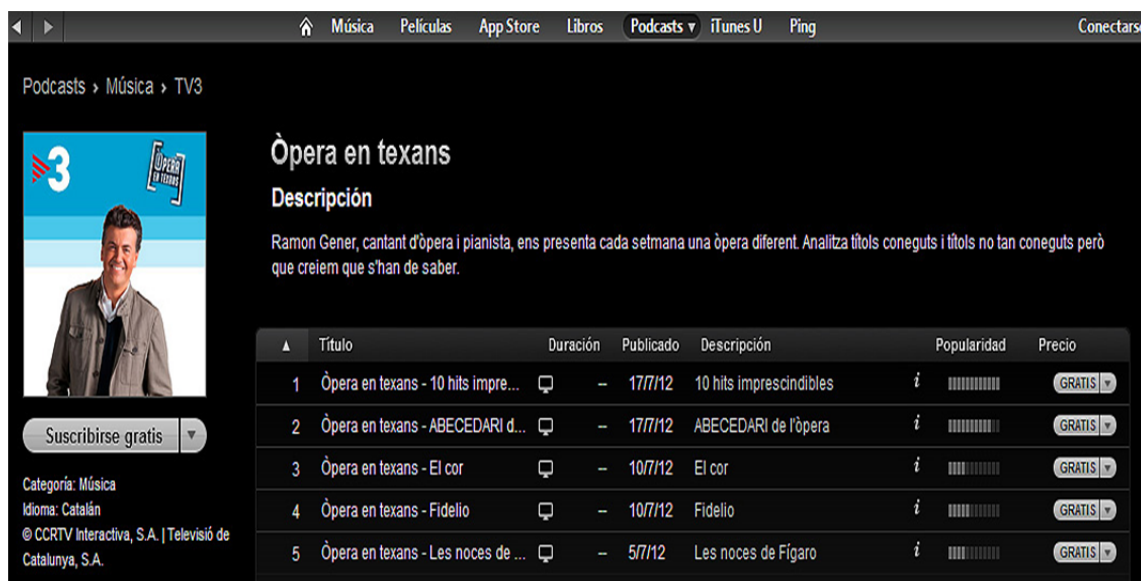 Música Películas App Store Libros Podcasts iTunes U Ping Conectarse
Podcasts › Música › TV3
3
ÒPERA
EN TEXANS
Òpera en texans
Descripción
Ramon Gener, cantant d'òpera i pianista, ens presenta cada setmana una òpera diferent. Analitza títols coneguts i títols no tan coneguts però
que creiem que s'han de saber.
Suscribirse gratis
Categoría: Música
Idioma: Catalán
© CCRTV Interactiva, S.A. | Televisió de
Catalunya, S.A.
Título Duración Publicado Descripción Popularidad Precio
1 Òpera en texans - 10 hits impre... -- 17/7/12 10 hits imprescindibles i GRATIS
2 Òpera en texans - ABECEDARI d... -- 17/7/12 ABECEDARI de l'òpera i GRATIS
3 Òpera en texans - El cor -- 10/7/12 El cor i GRATIS
4 Òpera en texans - Fidelio -- 10/7/12 Fidelio i GRATIS
5 Òpera en texans - Les noces de ... -- 5/7/12 Les noces de Fígaro i GRATIS